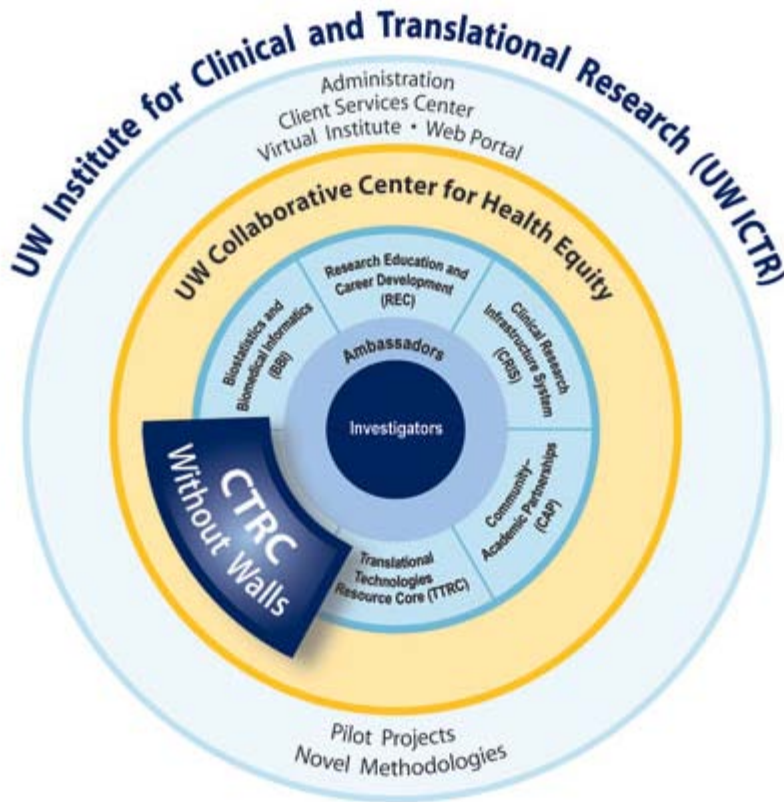 UW Institute for Clinical and Translational Research (UW ICTR)
Administration
Client Services Center
Virtual Institute • Web Portal
UW Collaborative Center for Health Equity
Research Education and
Career Development
(REC)
Biostatistics and
Biomedical Informatics
(BBI)
Clinical Research
Infrastructure System
(CRIS)
Ambassadors
Investigators
CTRC
Without Walls
Community–
Academic Partnerships
(CAP)
Translational
Technologies
Resource Core (TTRC)
Pilot Projects
Novel Methodologies